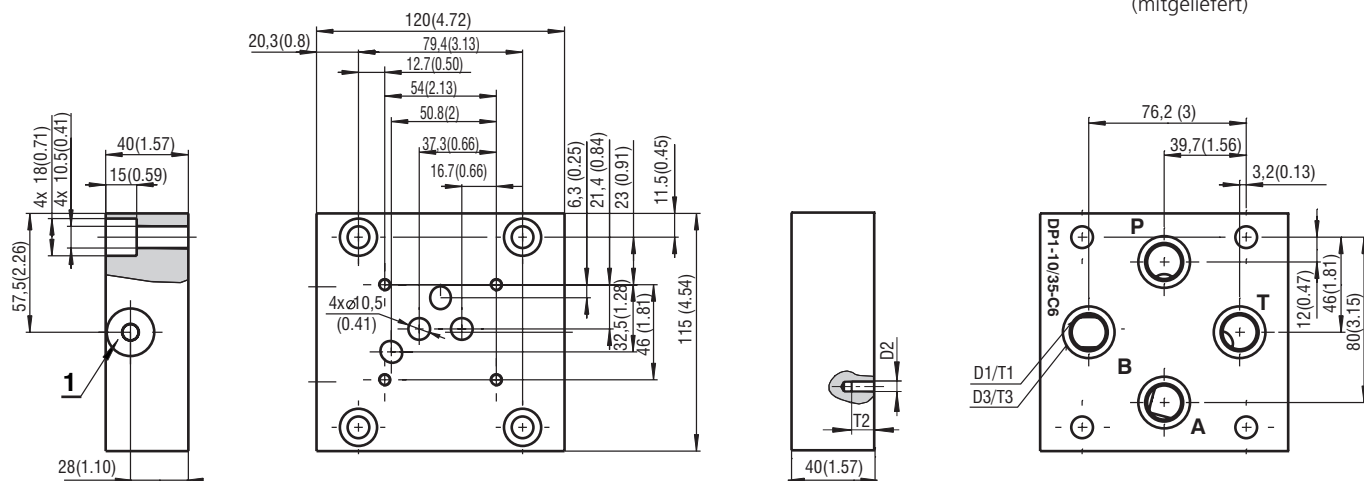 (mitgeliefert)
120(4.72)
20,3(0.8)
79,4(3.13)
12.7(0.50)
54(2.13)
50.8(2)
37,3(0.66)
16.7(0.66)
6,3 (0.25)
21,4 (0.84)
23 (0.91)
11.5(0.45)
4xø10,5
(0.41)
32,5(1.28)
46 (1.81)
115 (4.54)
4x 18(0.71)
4x 10.5(0.41)
40(1.57)
15(0.59)
57,5(2.26)
1
28(1.10)
D2
T2
40(1.57)
76,2 (3)
39,7(1.56)
3,2(0.13)
DP1-10/35-C6
P
T
B
A
D1/T1
D3/T3
12(0.47)
46(1.81)
80(3.15)